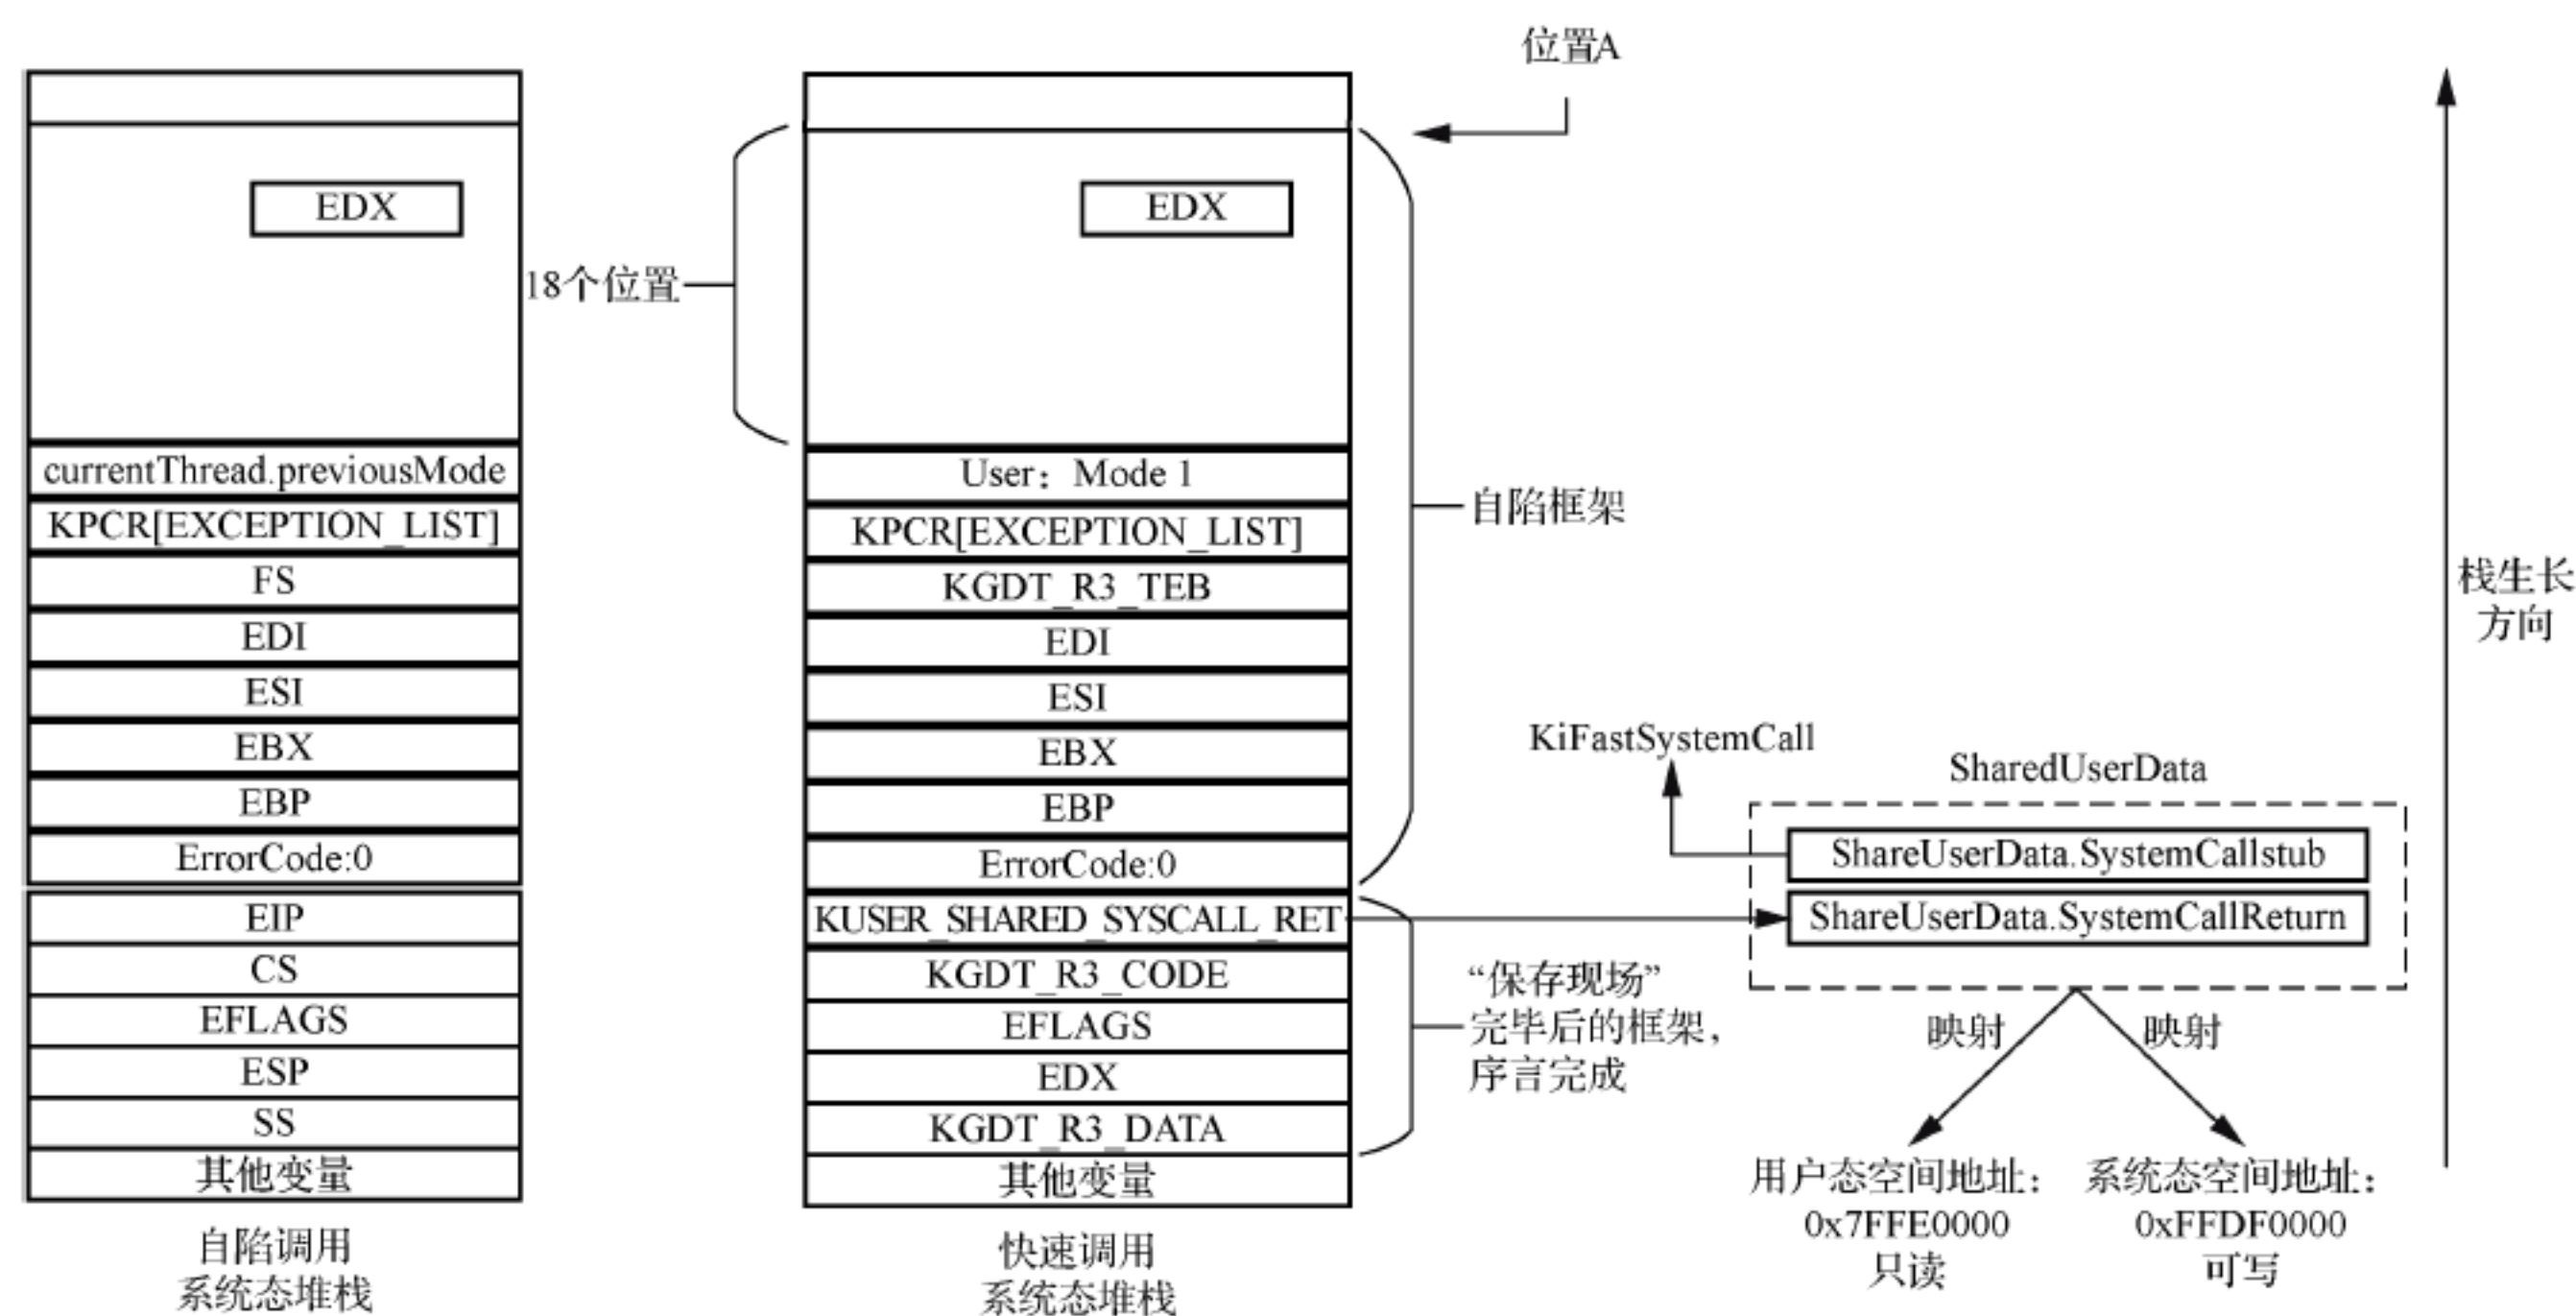 位置A
EDX
18个位置
currentThread.previousMode
KPCR[EXCEPTION_LIST]
FS
EDI
ESI
EBX
EBP
ErrorCode:0
EIP
CS
EFLAGS
ESP
SS
其他变量
自陷调用
系统态堆栈
EDX
User：Mode 1
KPCR[EXCEPTION_LIST]
KGDT_R3_TEB
EDI
ESI
EBX
EBP
ErrorCode:0
KUSER_SHARED_SYSCALL_RET
KGDT_R3_CODE
EFLAGS
EDX
KGDT_R3_DATA
其他变量
快速调用
系统态堆栈
自陷框架
“保存现场”
完毕后的框架，
序言完成
KiFastSystemCall
SharedUserData
ShareUserData.SystemCallstub
ShareUserData.SystemCallReturn
映射
映射
用户态空间地址：
0x7FFE0000
只读
系统态空间地址：
0xFFDF0000
可写
栈生长
方向